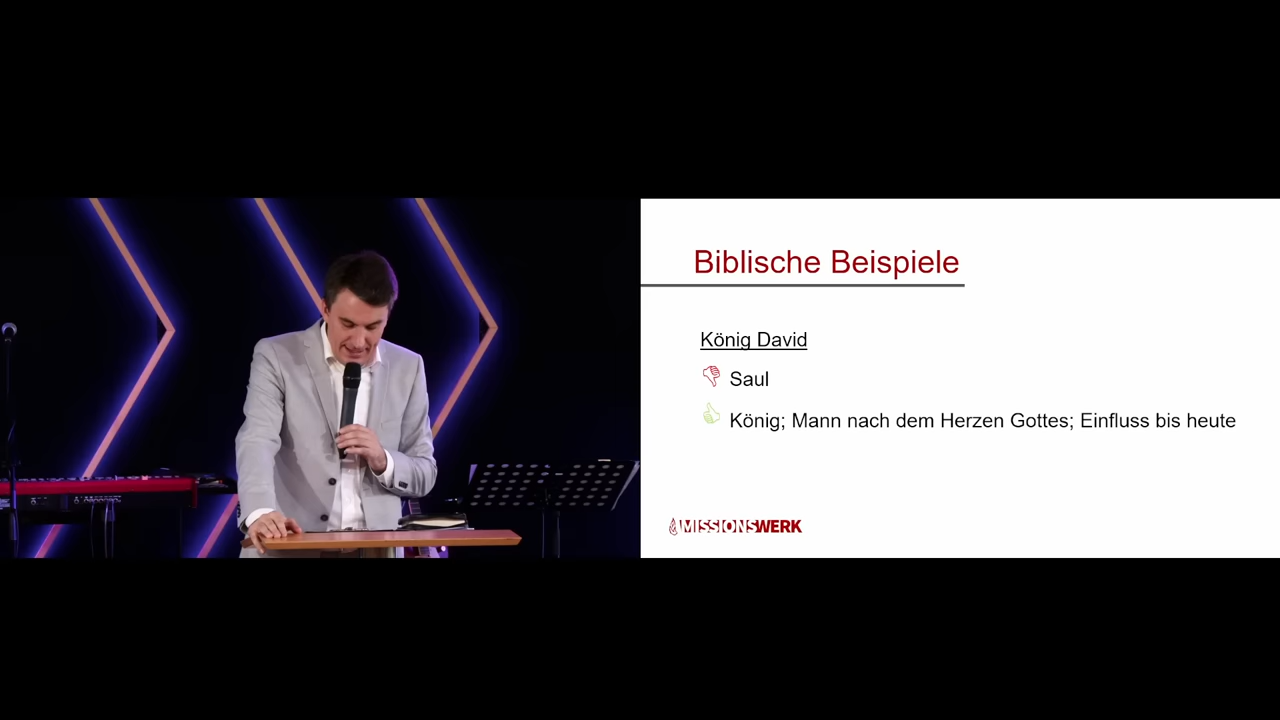 Biblische Beispiele
König David
Saul
König; Mann nach dem Herzen Gottes; Einfluss bis heute
MISSIONSWERK